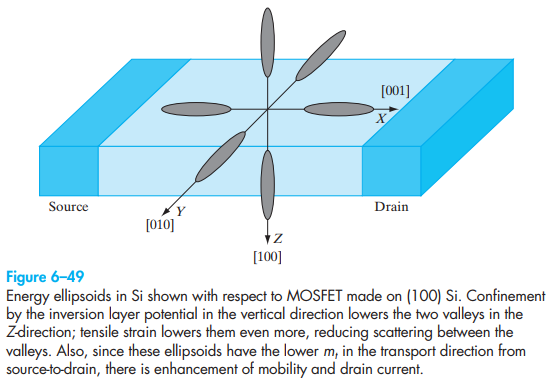 [001]
X
Source
Drain
Y
[010]
Z
[100]
Figure 6–49
Energy ellipsoids in Si shown with respect to MOSFET made on (100) Si. Confinement
by the inversion layer potential in the vertical direction lowers the two valleys in the
Z-direction; tensile strain lowers them even more, reducing scattering between the
valleys. Also, since these ellipsoids have the lower mₜ in the transport direction from
source-to-drain, there is enhancement of mobility and drain current.